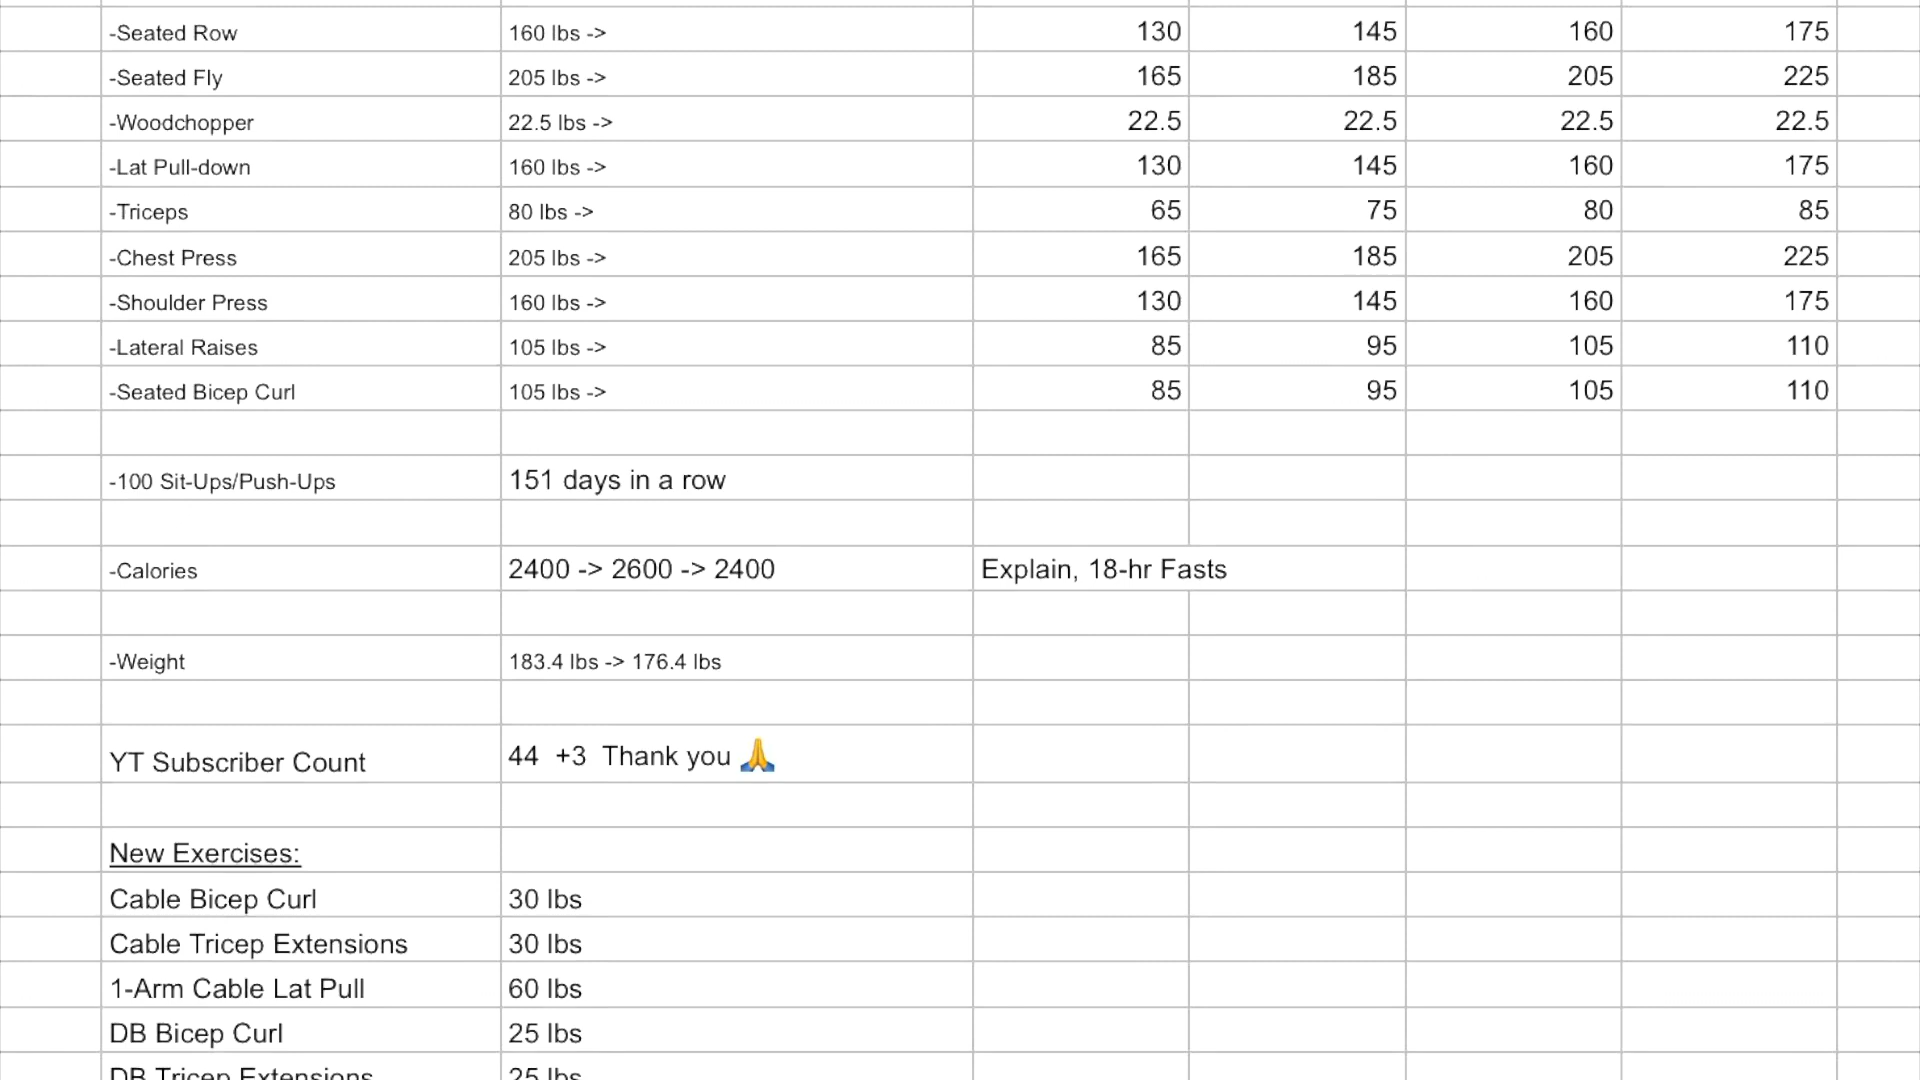 -Seated Row 160 lbs -> 130 145 160 175
-Seated Fly 205 lbs -> 165 185 205 225
-Woodchopper 22.5 lbs -> 22.5 22.5 22.5 22.5
-Lat Pull-down 160 lbs -> 130 145 160 175
-Triceps 80 lbs -> 65 75 80 85
-Chest Press 205 lbs -> 165 185 205 225
-Shoulder Press 160 lbs -> 130 145 160 175
-Lateral Raises 105 lbs -> 85 95 105 110
-Seated Bicep Curl 105 lbs -> 85 95 105 110
-100 Sit-Ups/Push-Ups 151 days in a row
-Calories 2400 -> 2600 -> 2400 Explain, 18-hr Fasts
-Weight 183.4 lbs -> 176.4 lbs
YT Subscriber Count 44 +3 Thank you 🙏
New Exercises:
Cable Bicep Curl 30 lbs
Cable Tricep Extensions 30 lbs
1-Arm Cable Lat Pull 60 lbs
DB Bicep Curl 25 lbs
DB Tricep Extensions 25 lbs